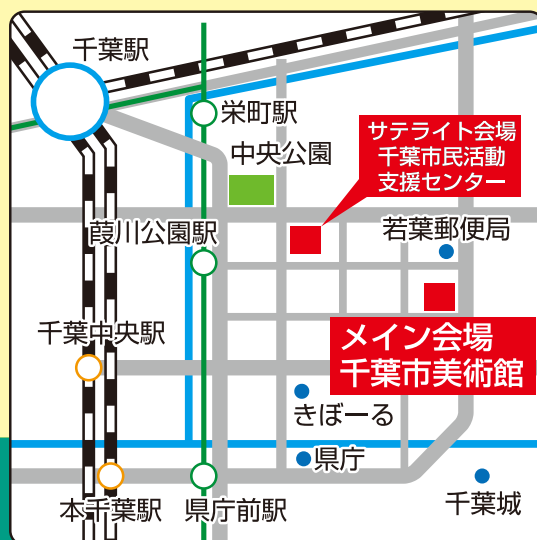 千葉駅
栄町駅
サテライト会場
千葉市民活動
支援センター
中央公園
葭川公園駅
若葉郵便局
千葉中央駅
メイン会場
千葉市美術館
きぼーる
県庁
本千葉駅
県庁前駅
千葉城